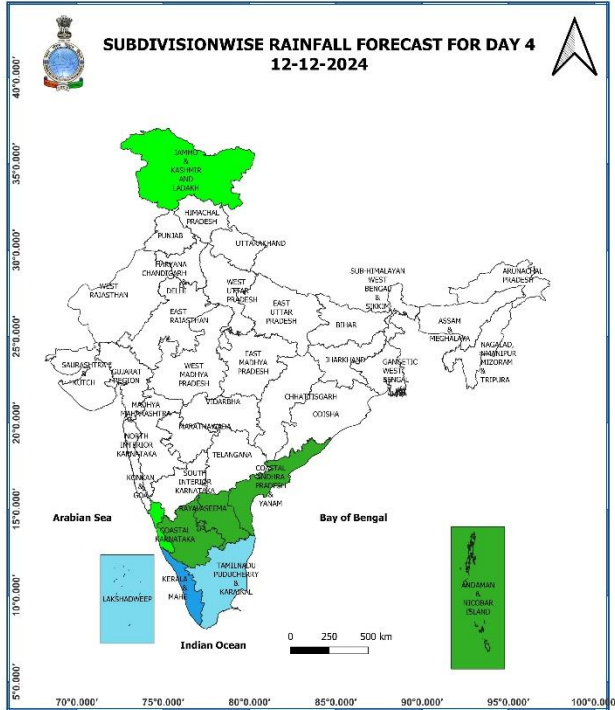 SUBDIVISIONWISE RAINFALL FORECAST FOR DAY 4
12-12-2024
40°0.000'
35°0.000'
30°0.000'
25°0.000'
20°0.000'
15°0.000'
10°0.000'
5°0.000'
JAMMU
&
KASHMIR
AND
LADAKH
HIMACHAL
PRADESH
PUNJAB
UTTARAKHAND
HARYANA
CHANDIGARH
&
DELHI
WEST
RAJASTHAN
WEST
UTTAR
PRADESH
SUB-HIMALAYAN
WEST
BENGAL
&
SIKKIM
ARUNACHAL
PRADESH
EAST
RAJASTHAN
EAST
UTTAR
PRADESH
BIHAR
ASSAM
&
MEGHALAYA
NAGALAD,
MIZORAM
&
TRIPURA
SAURASHTRA
&
KUTCH
GUJARAT
REGION
WEST
MADHYA
PRADESH
EAST
MADHYA
PRADESH
JHARKHAND
GANGETIC
WEST
BENGAL
CHHATTISGARH
ODISHA
MADHYA
MAHARASHTRA
VIDARBHA
MARATHAWADA
NORTH
INTERIOR
KARNATAKA
TELANGANA
KONKAN
&
GOA
SOUTH
INTERIOR
KARNATAKA
COASTAL
ANDHRA
PRADESH
&
YANAM
RAYALASEEMA
COASTAL
KARNATAKA
Arabian Sea
Bay of Bengal
LAKSHADWEEP
KERALA
&
MAHE
TAMILNADU
PUDUCHERRY
&
KARAIKAL
ANDAMAN
&
NICOBAR
ISLAND
Indian Ocean
0 250 500 km
70°0.000' 75°0.000' 80°0.000' 85°0.000' 90°0.000' 95°0.000' 100°0.000'